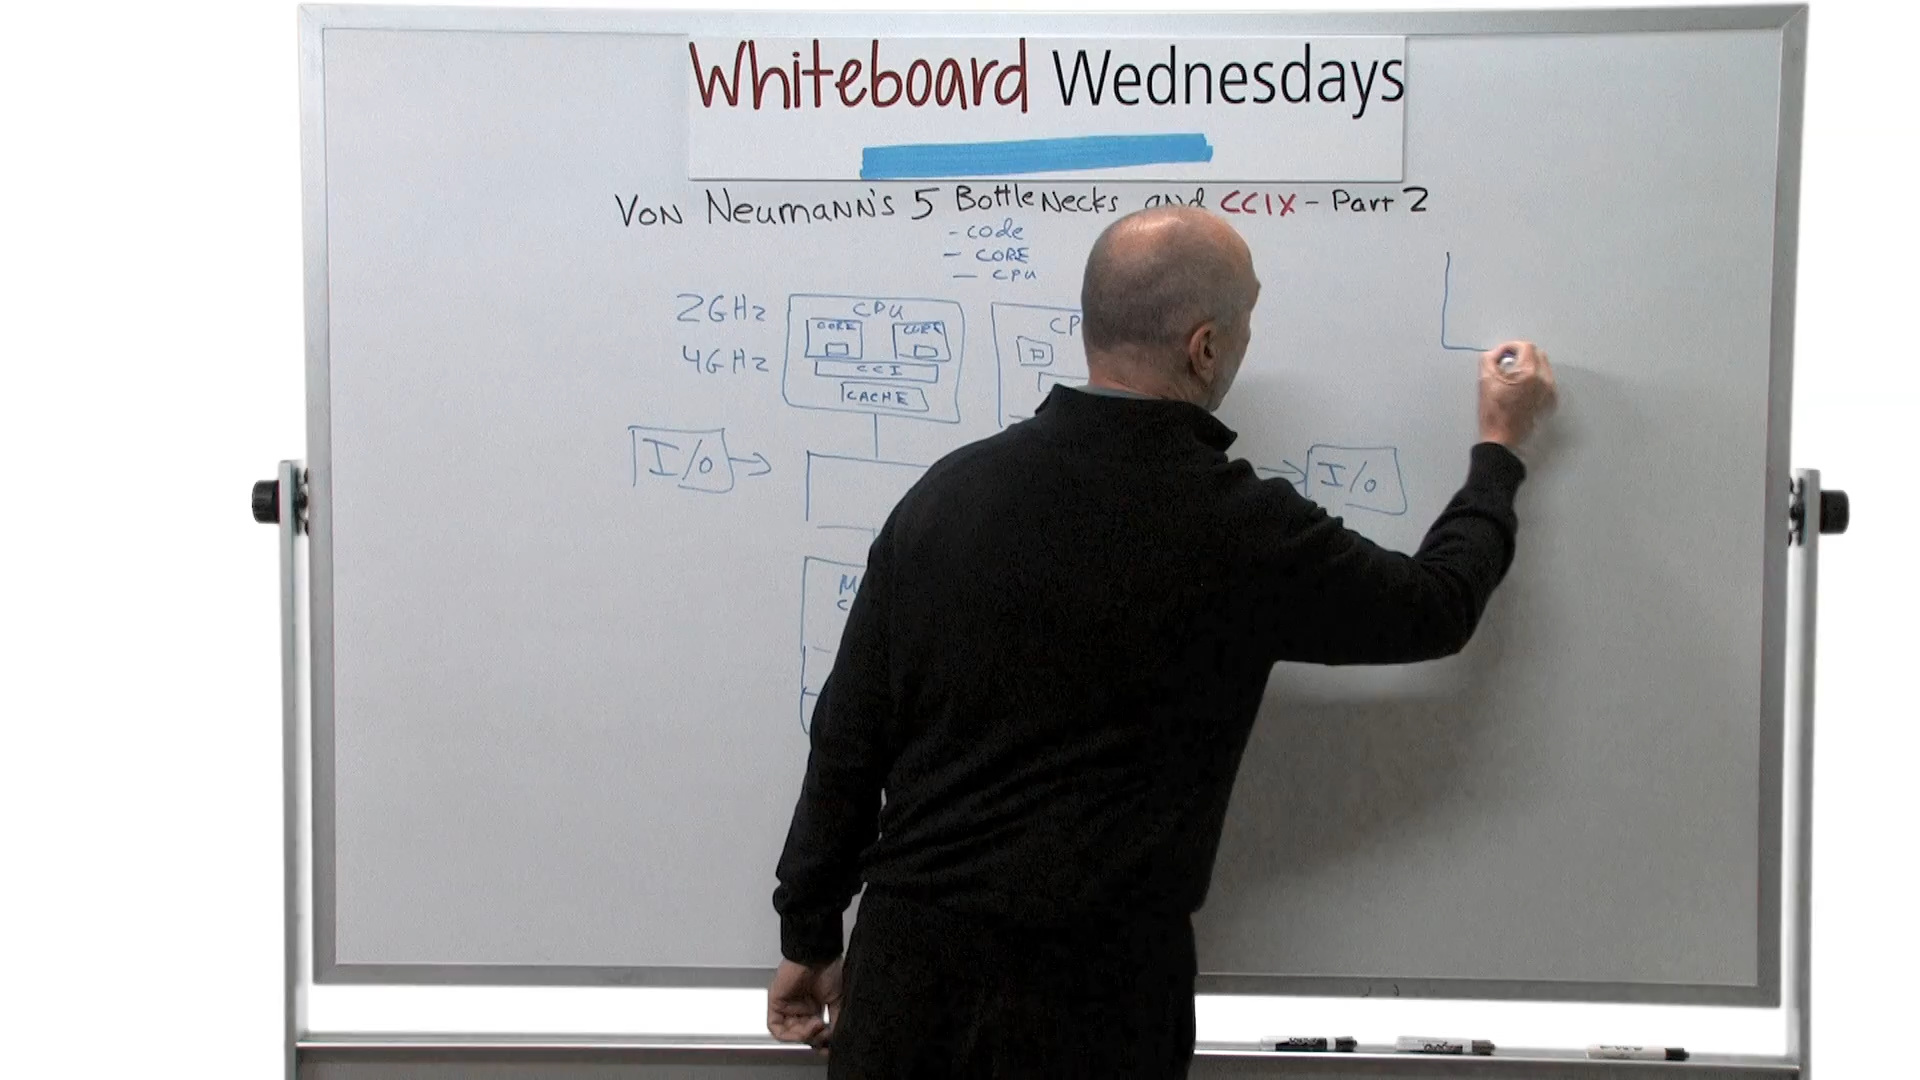 Whiteboard Wednesdays
Von Neumann's 5 BottleNecks and CCIX - Part 2
- code
- CORE
- CPU
2GHz
4GHz
CPU
CORE CORE
CCI
CACHE
CP
I/O
I/O
M
C